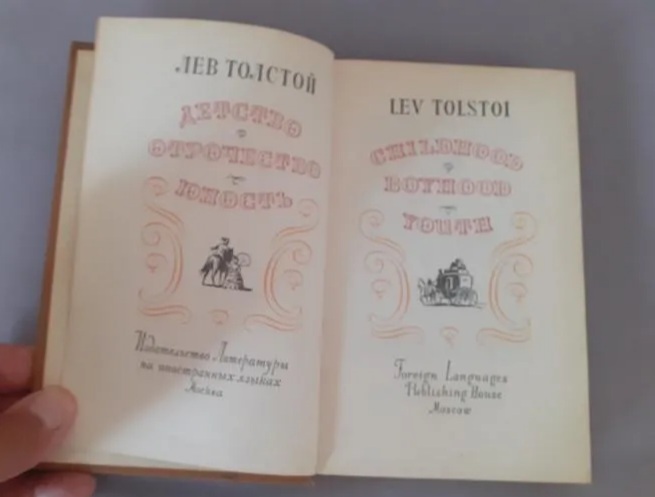 ЛЕВ ТОЛСТОЙ
ДЕТСТВО
ОТРОЧЕСТВО
ЮНОСТЬ
Издательство Литературы
на иностранных языках
Москва
LEV TOLSTOI
CHILDHOOD
BOYHOOD
YOUTH
Foreign Languages
Publishing House
Moscow